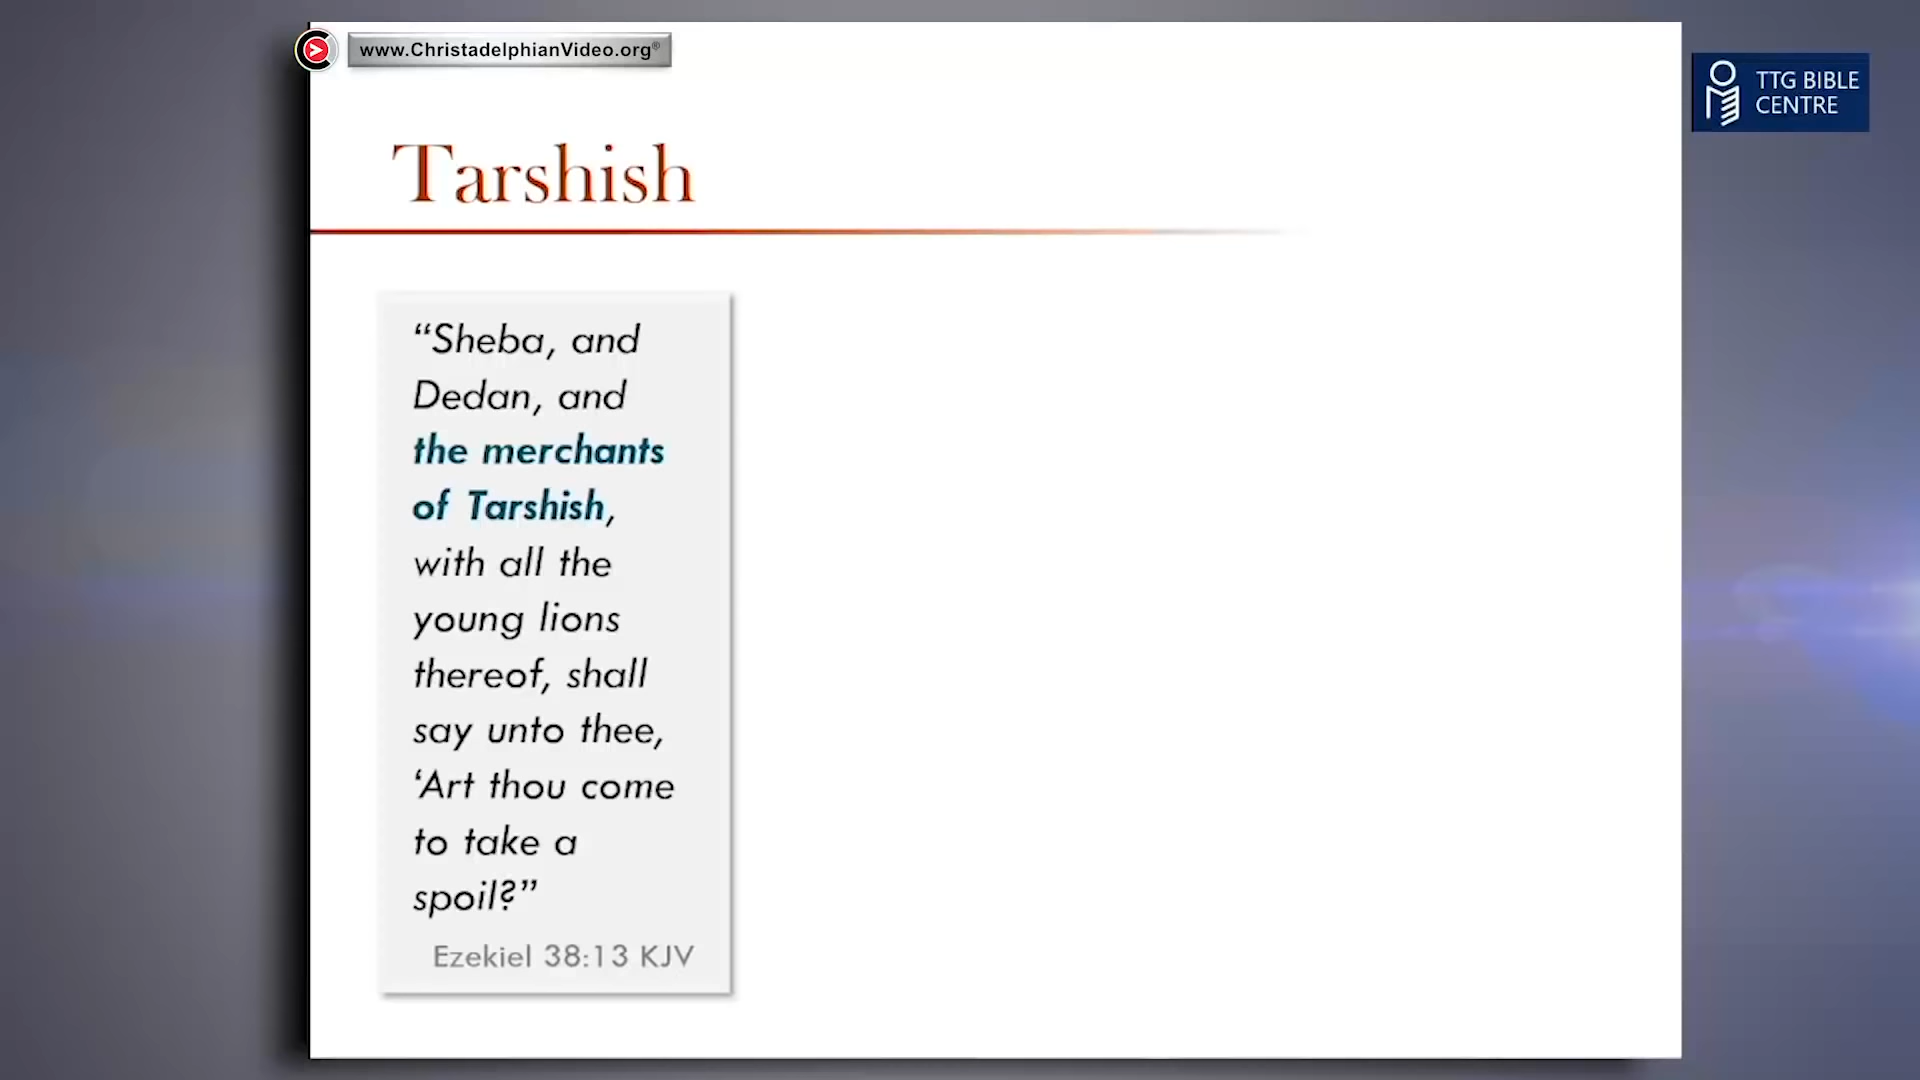 www.ChristadelphianVideo.org®
TTG BIBLE
CENTRE
Tarshish
“Sheba, and
Dedan, and
the merchants
of Tarshish,
with all the
young lions
thereof, shall
say unto thee,
‘Art thou come
to take a
spoil?”
Ezekiel 38:13 KJV